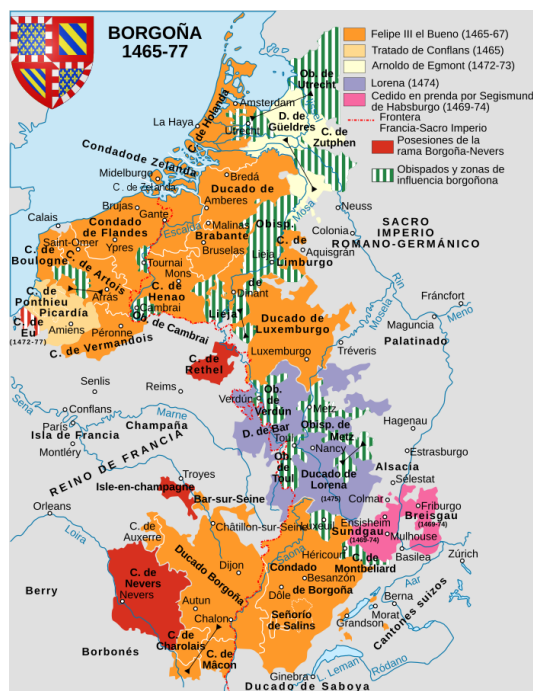 BORGOÑA
1465-77
Felipe III el Bueno (1465-67)
Tratado de Conflans (1465)
Arnoldo de Egmont (1472-73)
Lorena (1474)
Cedido en prenda por Segismund
de Habsburgo (1469-74)
Frontera
Francia-Sacro Imperio
Posesiones de la
rama Borgoña-Nevers
Obispados y zonas de
influencia borgoñona
Ob. de
Utrecht
Amsterdam
C. de Holanda
La Haya
Utrecht
D. de
Güeldres
C. de
Zutphen
Condadode Zelanda
Midelburgo
C. de Zelanda
Ducado de
Bredá
Amberes
Brujas
Gante
Mosa
Neuss
Calais
Condado
de Flandes
Escalda
Malinas
Brabante
Bruselas
Obisp.
Colonia
SACRO
IMPERIO
ROMANO-GERMÁNICO
C. de
Boulogne
Saint-Omer
Ypres
Lieja
C. de
Limburgo
Aquisgrán
C. de Artois
Tournai
Mons
Rin
C. de
Ponthieu
Arrás
C. de
Henao
de
Dinant
Cambrai
Lieja
Fráncfort
Meno
Picardía
C. de
Eu
(1472-77)
Amiens
Péronne
Ob. de Cambrai
Ducado de
Luxemburgo
Mosela
Maguncia
C. de Vermandois
Palatinado
Luxemburgo
Tréveris
C. de
Rethel
Senlis
Reims
Verdún
Ob.
de
Verdún
Metz
Sena
Conflans
Marne
Obisp. de
Metz
Hagenau
París
Champaña
D. de Bar
Isla de Francia
Toul
Nancy
Montléry
Estrasburgo
REINO DE FRANCIA
Ob.
de
Toul
Ducado de
Lorena
(1475)
Alsacia
Sélestat
Troyes
Isle-en-champagne
Bar-sur-Seine
Colmar
Friburgo
Orleans
Breisgau
(1469-74)
Châtillon-sur-Seine
Luxeuil
Ensisheim
Sundgau
(1465-74)
Mulhouse
C. de
Auxerre
Loira
Saona
Héricourt
Basilea
C. de
Montbeliard
Zúrich
Ducado Borgoña
Dijon
Condado
de Borgoña
Besanzón
C. de
Nevers
Nevers
Berry
Dôle
Aar
Berna
Autun
Chalon
Señorío
de Salins
Morat
Grandson
Cantones suizos
Borbonés
C. de
Charolais
C. de
Mâcon
L. Leman
Ródano
Ginebra
Ducado de Saboya